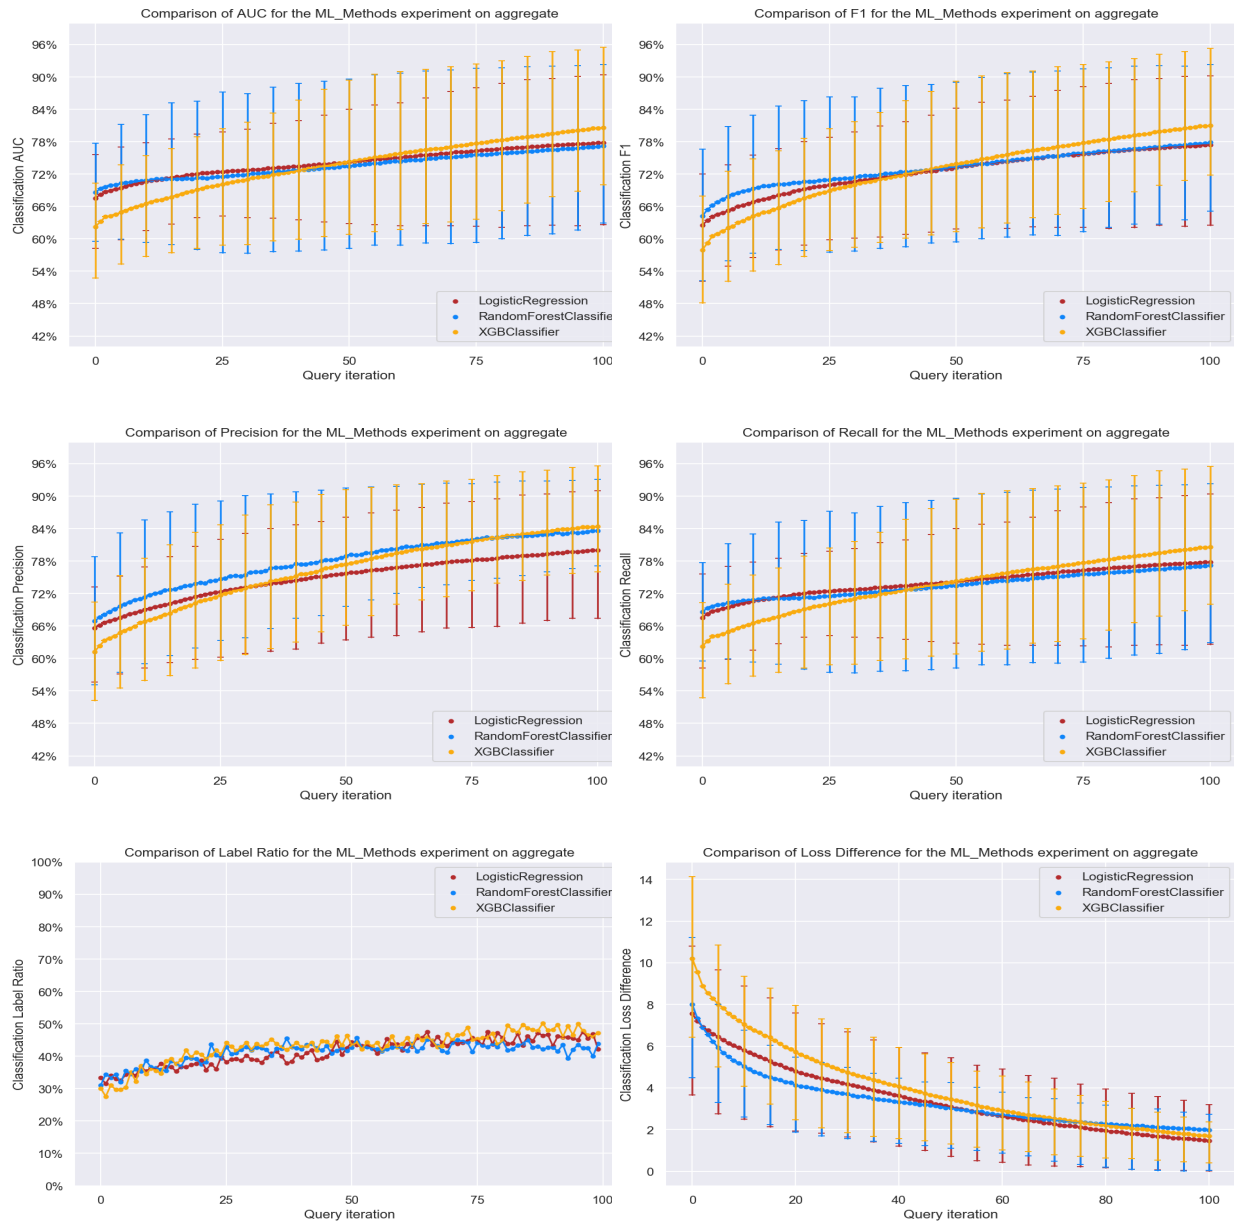 Comparison of AUC for the ML_Methods experiment on aggregate
Classification AUC
96%
90%
84%
78%
72%
66%
60%
54%
48%
42%
0
25
50
75
100
Query iteration
LogisticRegression
RandomForestClassifier
XGBClassifier
Comparison of F1 for the ML_Methods experiment on aggregate
Classification F1
96%
90%
84%
78%
72%
66%
60%
54%
48%
42%
0
25
50
75
100
Query iteration
LogisticRegression
RandomForestClassifier
XGBClassifier
Comparison of Precision for the ML_Methods experiment on aggregate
Classification Precision
96%
90%
84%
78%
72%
66%
60%
54%
48%
42%
0
25
50
75
100
Query iteration
LogisticRegression
RandomForestClassifier
XGBClassifier
Comparison of Recall for the ML_Methods experiment on aggregate
Classification Recall
96%
90%
84%
78%
72%
66%
60%
54%
48%
42%
0
25
50
75
100
Query iteration
LogisticRegression
RandomForestClassifier
XGBClassifier
Comparison of Label Ratio for the ML_Methods experiment on aggregate
Classification Label Ratio
100%
90%
80%
70%
60%
50%
40%
30%
20%
10%
0%
0
25
50
75
100
Query iteration
LogisticRegression
RandomForestClassifier
XGBClassifier
Comparison of Loss Difference for the ML_Methods experiment on aggregate
Classification Loss Difference
14
12
10
8
6
4
2
0
0
20
40
60
80
100
Query iteration
LogisticRegression
RandomForestClassifier
XGBClassifier